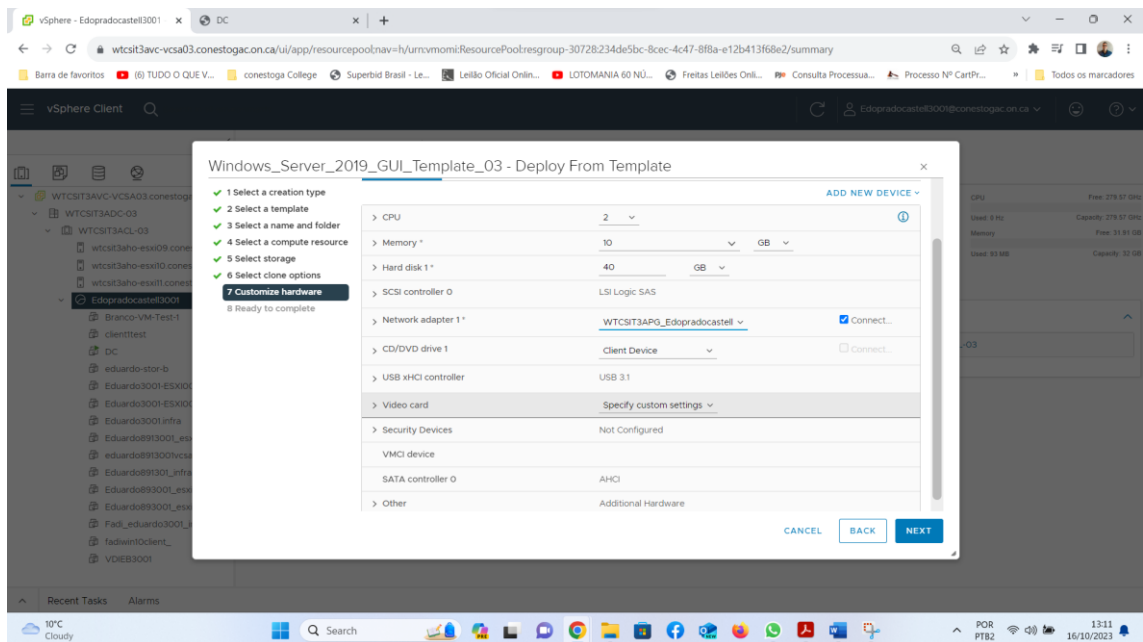 vSphere - Edopradocastell3001
DC
wtcsit3avc-vcsa03.conestogac.on.ca/ui/app/resourcepool;nav=h/urn:vmomi:ResourcePool:resgroup-30728:234de5bc-8cec-4c47-8f8a-e12b413f68e2/summary
Barra de favoritos (6) TUDO O QUE V... conestoga College Superbid Brasil - Le... Leilão Oficial Onlin... LOTOMANIA 60 NÚ... Freitas Leilões Onli... Consulta Processua... Processo Nº CartPr... » Todos os marcadores
vSphere Client Edopradocastell3001@conestogac.on.ca
Windows_Server_2019_GUI_Template_03 - Deploy From Template
WTCSIT3AVC-VCSA03.conestoga
WTCSIT3ADC-03
WTCSIT3ACL-03
wtcsit3aho-esxi09.cones
wtcsit3aho-esxi10.cones
wtcsit3aho-esxi11.conest
Edopradocastell3001
Branco-VM-Test-1
client1test
DC
eduardo-stor-b
Eduardo3001-ESXI0
Eduardo3001-ESXI0
Eduardo3001.infra
Eduardo8913001_es
eduardo8913001vcsa
Eduardo891301_infra
Eduardo893001_esx
Eduardo893001_esx
Fadi_eduardo3001_i
fadiwin10client_
VDIEB3001
1 Select a creation type
2 Select a template
3 Select a name and folder
4 Select a compute resource
5 Select storage
6 Select clone options
7 Customize hardware
8 Ready to complete
ADD NEW DEVICE
CPU 2
Memory * 10 GB
Hard disk 1 * 40 GB
SCSI controller 0 LSI Logic SAS
Network adapter 1 * WTCSIT3APG_Edopradocastell Connect...
CD/DVD drive 1 Client Device Connect...
USB xHCI controller USB 3.1
Video card Specify custom settings
Security Devices Not Configured
VMCI device
SATA controller 0 AHCI
Other Additional Hardware
CANCEL BACK NEXT
CPU Free: 279.57 GHz
Used: 0 Hz Capacity: 279.57 GHz
Memory Free: 31.91 GB
Used: 93 MB Capacity: 32 GB
L-03
Recent Tasks Alarms
10°C
Cloudy
Search
POR
PTB2
13:11
16/10/2023